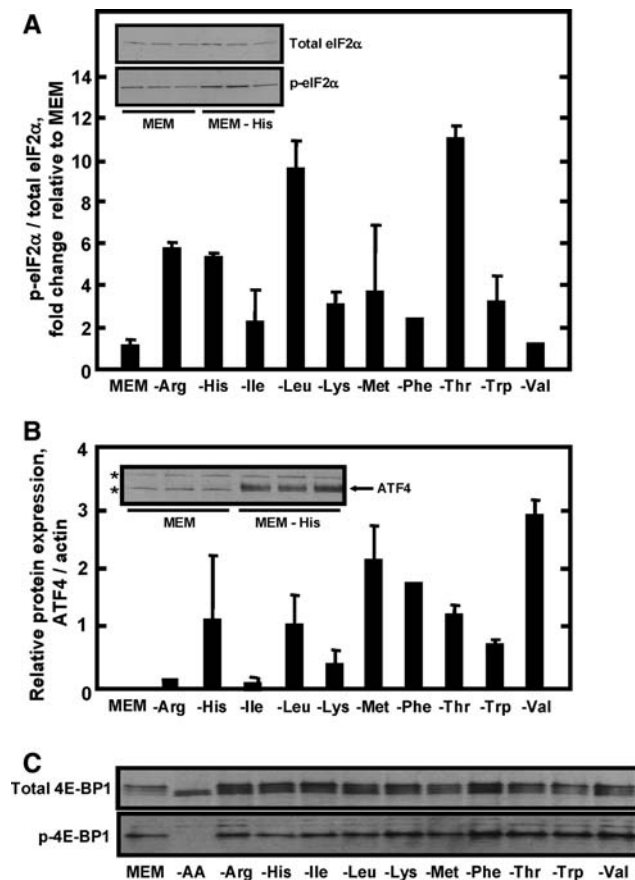 A
Total eIF2α
p-eIF2α
MEM MEM - His
p-eIF2α / total eIF2α,
fold change relative to MEM
14
12
10
8
6
4
2
0
MEM -Arg -His -Ile -Leu -Lys -Met -Phe -Thr -Trp -Val
B
*
*
ATF4
MEM MEM - His
Relative protein expression,
ATF4 / actin
4
3
2
1
0
MEM -Arg -His -Ile -Leu -Lys -Met -Phe -Thr -Trp -Val
C
Total 4E-BP1
p-4E-BP1
MEM -AA -Arg -His -Ile -Leu -Lys -Met -Phe -Thr -Trp -Val